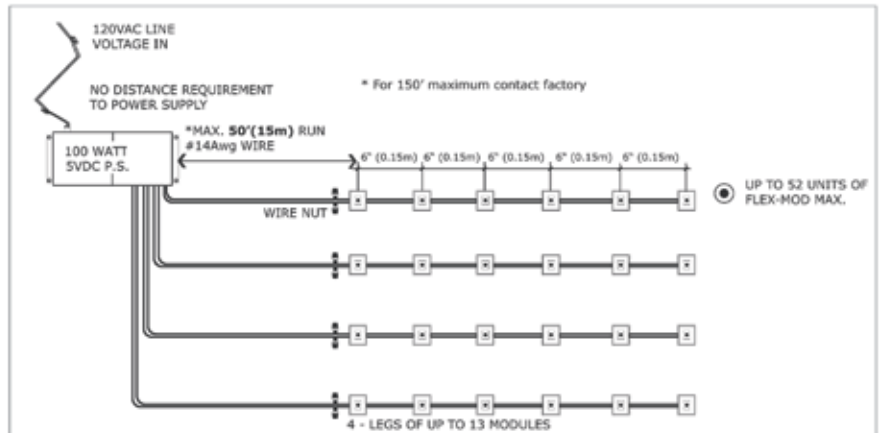 120VAC LINE
VOLTAGE IN
NO DISTANCE REQUIREMENT
TO POWER SUPPLY
* For 150' maximum contact factory
100 WATT
5VDC P.S.
*MAX. 50'(15m) RUN
#14Awg WIRE
6" (0.15m) 6" (0.15m) 6" (0.15m) 6" (0.15m) 6" (0.15m)
WIRE NUT
UP TO 52 UNITS OF
FLEX-MOD MAX.
4 - LEGS OF UP TO 13 MODULES